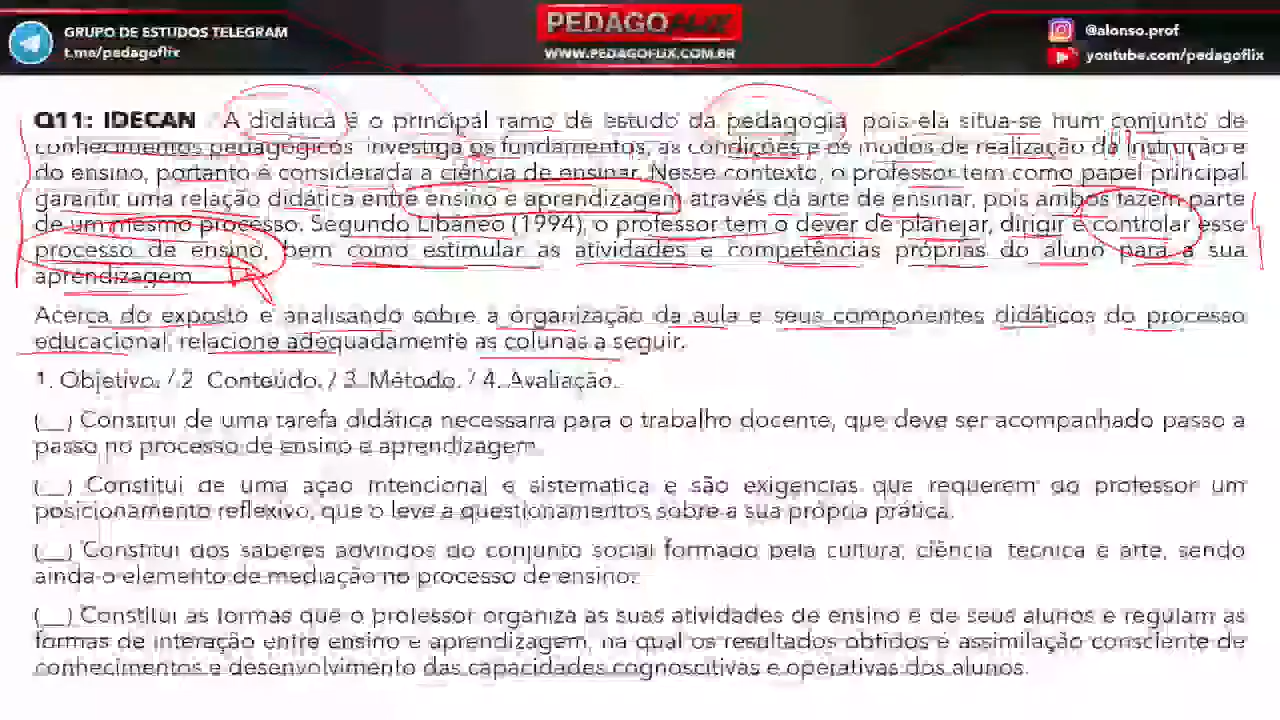 GRUPO DE ESTUDOS TELEGRAM
t.me/pedagoflix
PEDAGOFLIX
WWW.PEDAGOFLIX.COM.BR
@alonso.prof
youtube.com/pedagoflix
Q11: IDECAN A didática é o principal ramo de estudo da pedagogia pois ela situa-se num conjunto de
conhecimentos pedagógicos investiga os fundamentos, as condições e os modos de realização da instrução e
do ensino, portanto é considerada a ciência de ensinar. Nesse contexto, o professor tem como papel principal
garantir uma relação didática entre ensino e aprendizagem através da arte de ensinar, pois ambos fazem parte
de um mesmo processo. Segundo Libâneo (1994), o professor tem o dever de planejar, dirigir e controlar esse
processo de ensino, bem como estimular as atividades e competências próprias do aluno para a sua
aprendizagem.
Acerca do exposto e analisando sobre a organização da aula e seus componentes didáticos do processo
educacional, relacione adequadamente as colunas a seguir.
1. Objetivo. / 2. Conteúdo. / 3. Método. / 4. Avaliação.
(__) Constitui de uma tarefa didática necessária para o trabalho docente, que deve ser acompanhado passo a
passo no processo de ensino e aprendizagem.
(__) Constitui de uma ação intencional e sistemática e são exigências que requerem do professor um
posicionamento reflexivo, que o leve a questionamentos sobre a sua própria prática.
(__) Constitui dos saberes advindos do conjunto social formado pela cultura, ciência, técnica e arte, sendo
ainda o elemento de mediação no processo de ensino.
(__) Constitui as formas que o professor organiza as suas atividades de ensino e de seus alunos e regulam as
formas de interação entre ensino e aprendizagem, na qual os resultados obtidos é assimilação consciente de
conhecimentos e desenvolvimento das capacidades cognoscitivas e operativas dos alunos.